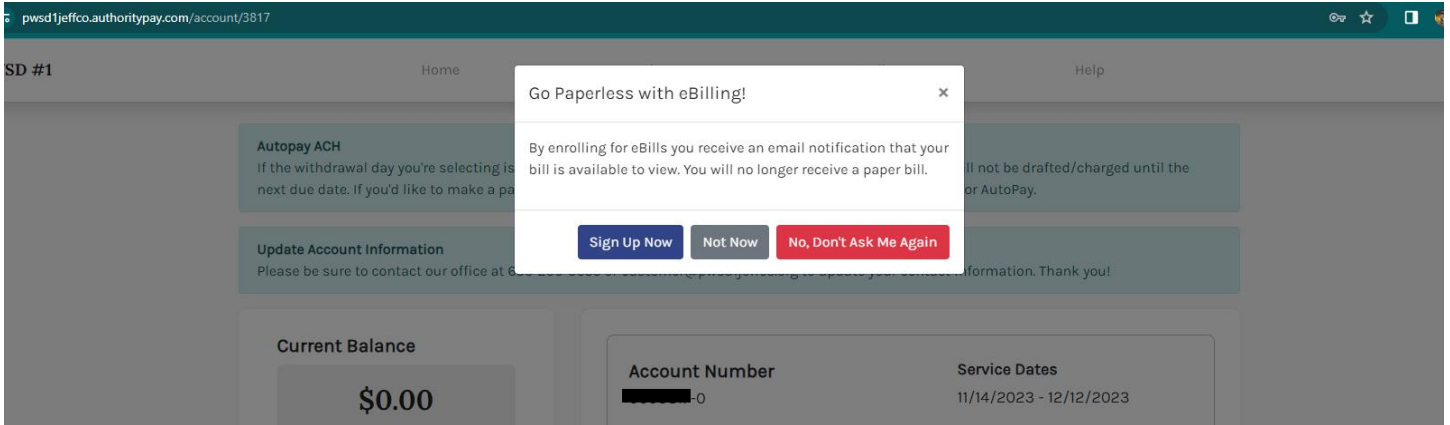 pwsd1jeffco.authoritypay.com/account/3817
SD #1
Home
Help
Go Paperless with eBilling!
×
By enrolling for eBills you receive an email notification that your
bill is available to view. You will no longer receive a paper bill.
Sign Up Now Not Now No, Don't Ask Me Again
Autopay ACH
If the withdrawal day you're selecting is ll not be drafted/charged until the
next due date. If you'd like to make a pa or AutoPay.
Update Account Information
Please be sure to contact our office at to update your contact information. Thank you!
Current Balance
$0.00
Account Number
-0
Service Dates
11/14/2023 - 12/12/2023